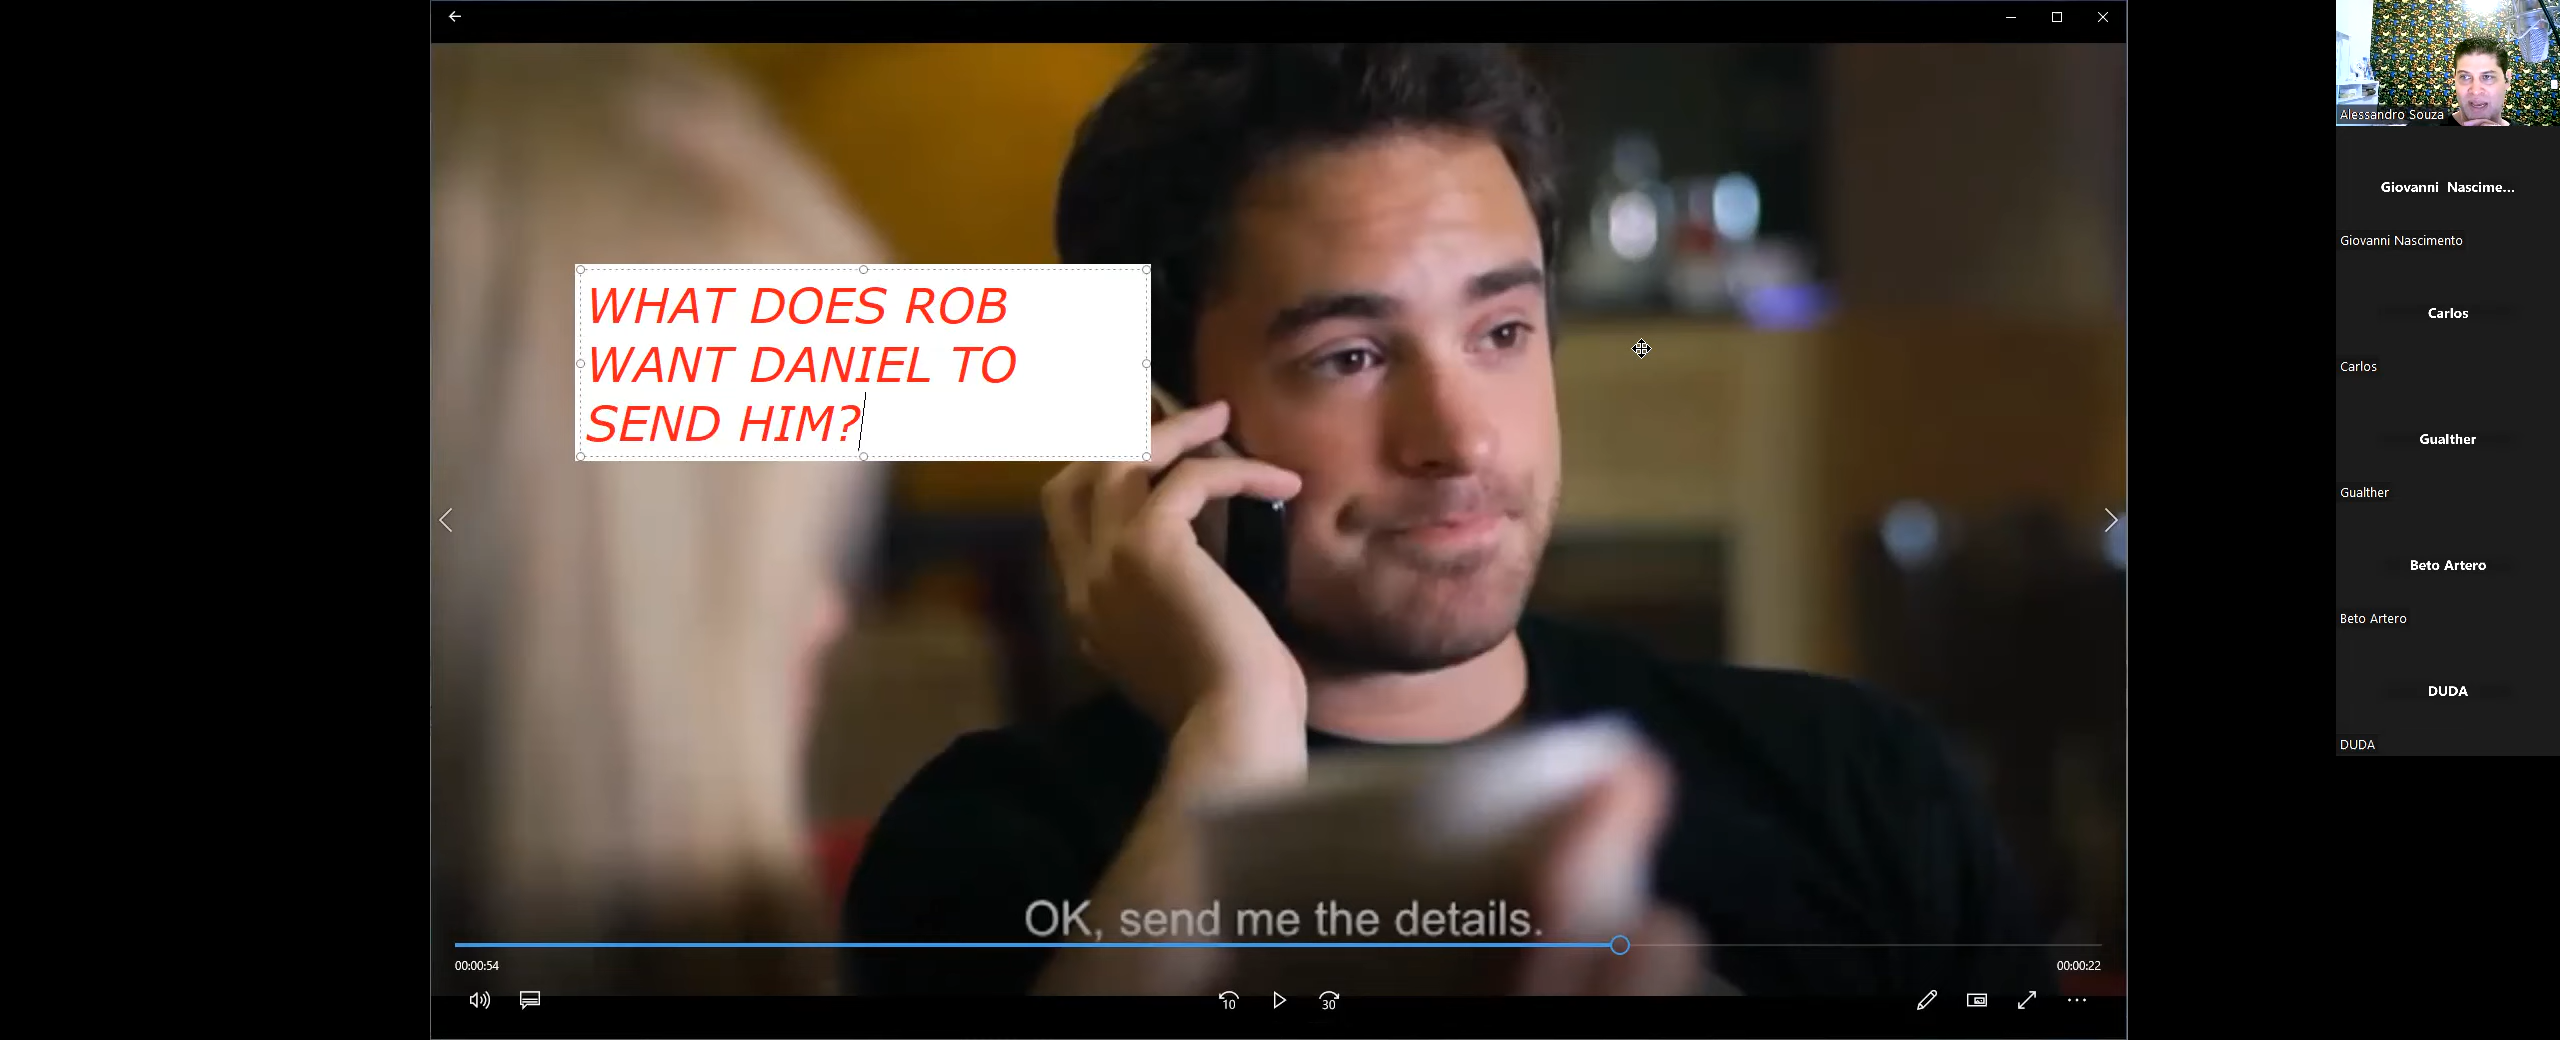 WHAT DOES ROB
WANT DANIEL TO
SEND HIM?
OK, send me the details.
00:00:54
00:00:22
10
30
Alessandro Souza
Giovanni Nascime...
Giovanni Nascimento
Carlos
Carlos
Gualther
Gualther
Beto Artero
Beto Artero
DUDA
DUDA